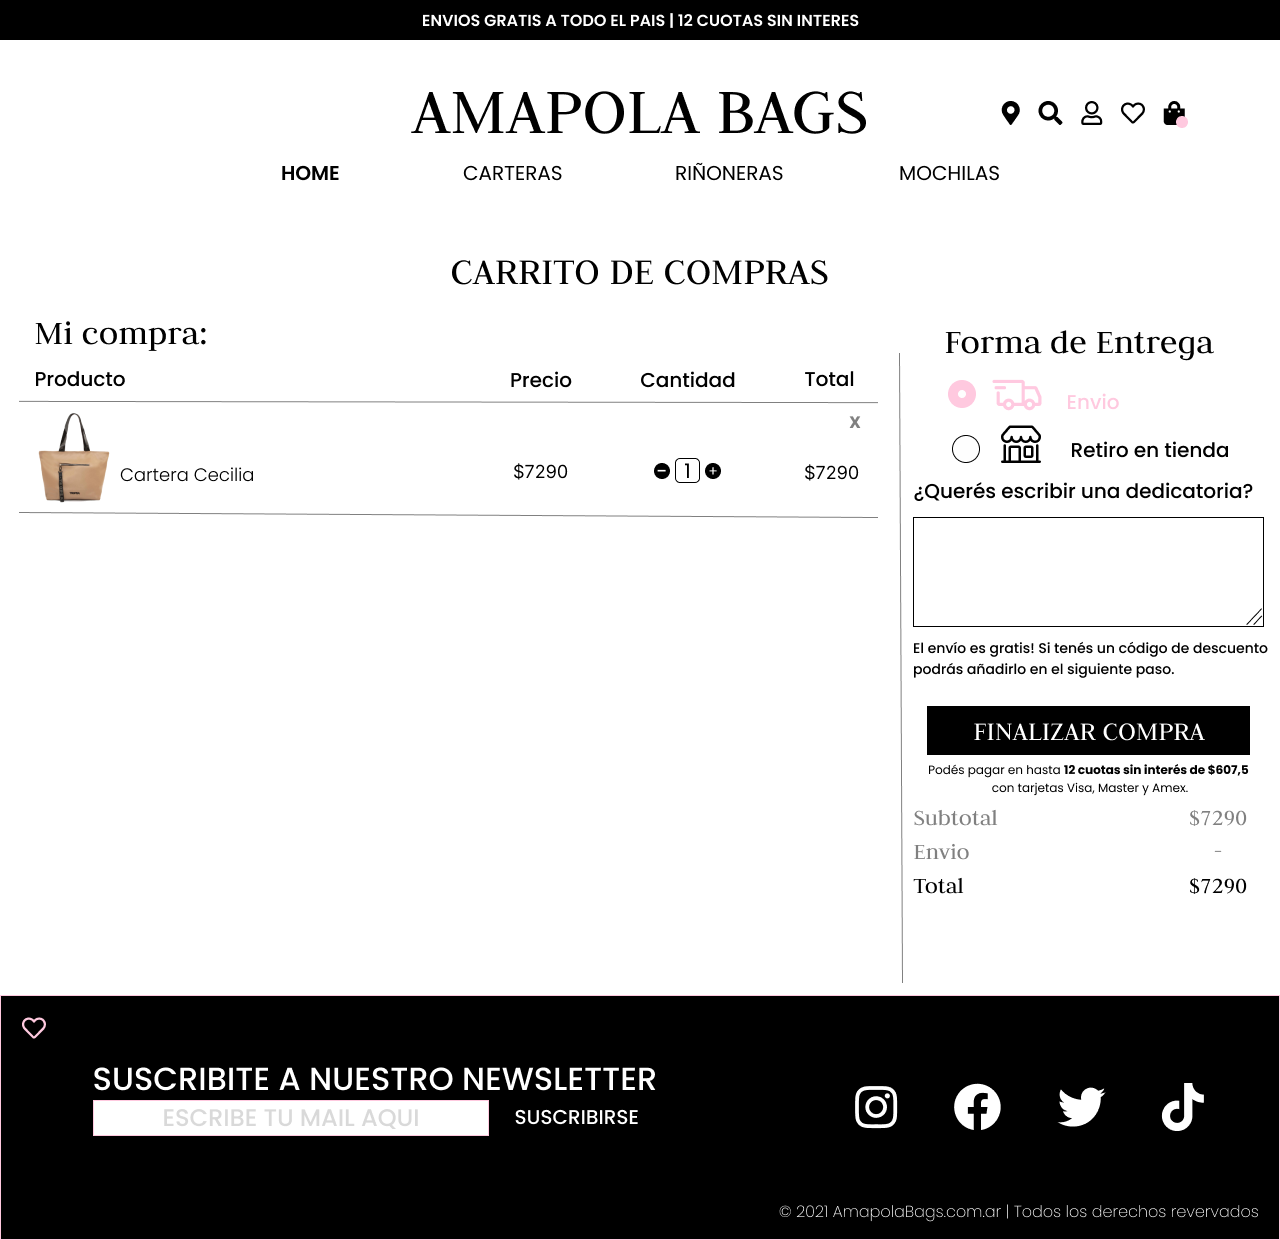 ENVIOS GRATIS A TODO EL PAIS | 12 CUOTAS SIN INTERES
AMAPOLA BAGS
HOME CARTERAS RIÑONERAS MOCHILAS
CARRITO DE COMPRAS
Mi compra:
Producto Precio Cantidad Total
x
Cartera Cecilia $7290 1 $7290
Forma de Entrega
Envio
Retiro en tienda
¿Querés escribir una dedicatoria?
El envío es gratis! Si tenés un código de descuento
podrás añadirlo en el siguiente paso.
FINALIZAR COMPRA
Podés pagar en hasta 12 cuotas sin interés de $607,5
con tarjetas Visa, Master y Amex.
Subtotal $7290
Envio -
Total $7290
SUSCRIBITE A NUESTRO NEWSLETTER
ESCRIBE TU MAIL AQUI SUSCRIBIRSE
© 2021 AmapolaBags.com.ar | Todos los derechos revervados